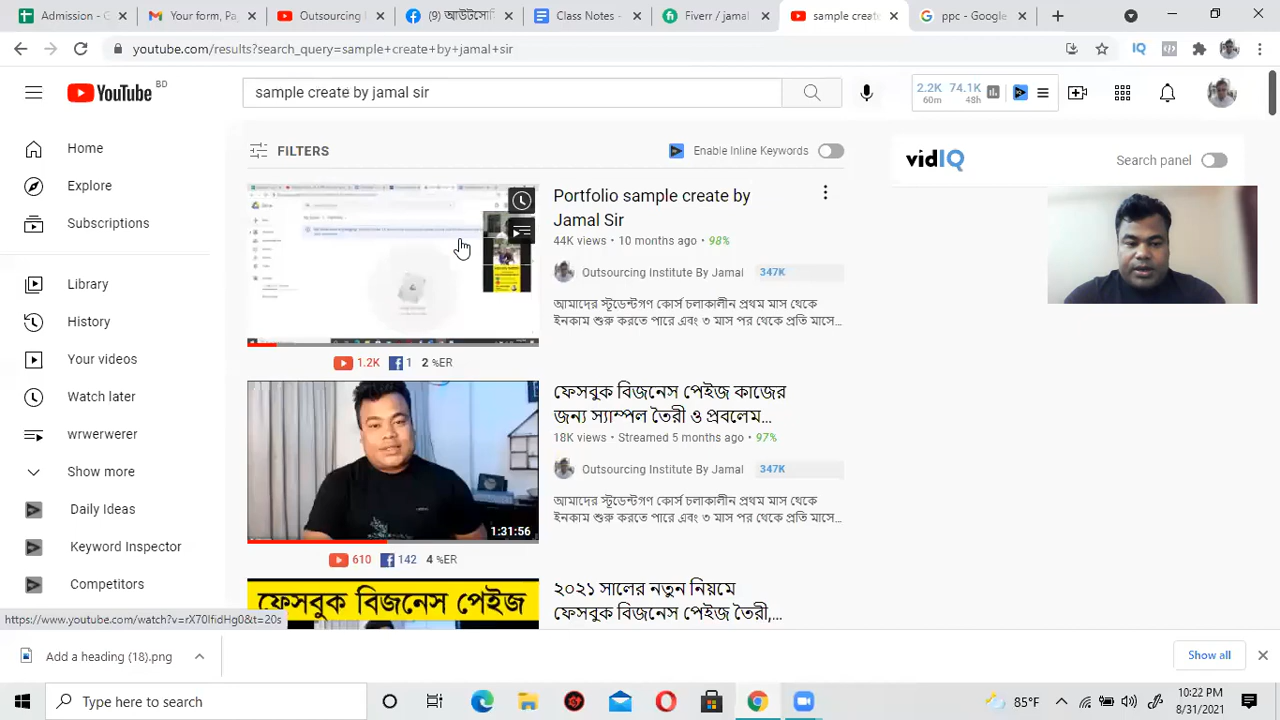 Ap
Your form, Pa
(৯) আউটসো
Class Notes -
Fiverr / jamal
sample create
ppc - Google
youtube.com/results?search_query=sample+create+by+jamal+sir
YouTube BD
sample create by jamal sir
2.2K 74.1K
60m 48h
Home
Explore
Subscriptions
Library
History
Your videos
Watch later
wrwerwerer
Show more
Daily Ideas
Keyword Inspector
Competitors
FILTERS
Enable Inline Keywords
vidIQ
Search panel
Portfolio sample create by
Jamal Sir
44K views • 10 months ago •
Outsourcing Institute By Jamal 347K
আমাদের স্টুডেন্টগণ কোর্স চলাকালীন প্রথম মাস থেকে
ইনকাম শুরু করতে পারে এবং ৩ মাস পর থেকে প্রতি মাসে...
1.2K 1 2 %ER
ফেসবুক বিজনেস পেইজ কাজের
জন্য স্যাম্পল তৈরী ও প্রবলেম...
18K views • Streamed 5 months ago • 97%
Outsourcing Institute By Jamal 347K
আমাদের স্টুডেন্টগণ কোর্স চলাকালীন প্রথম মাস থেকে
ইনকাম শুরু করতে পারে এবং ৩ মাস পর থেকে প্রতি মাসে...
1:31:56
610 142 4 %ER
ফেসবুক বিজনেস পেইজ
২০২১ সালের নতুন নিয়মে
ফেসবুক বিজনেস পেইজ তৈরী,...
https://www.youtube.com/watch?v=rX70IfidHg0&t=20s
Add a heading (18).png
Show all
Type here to search
85°F
10:22 PM
8/31/2021